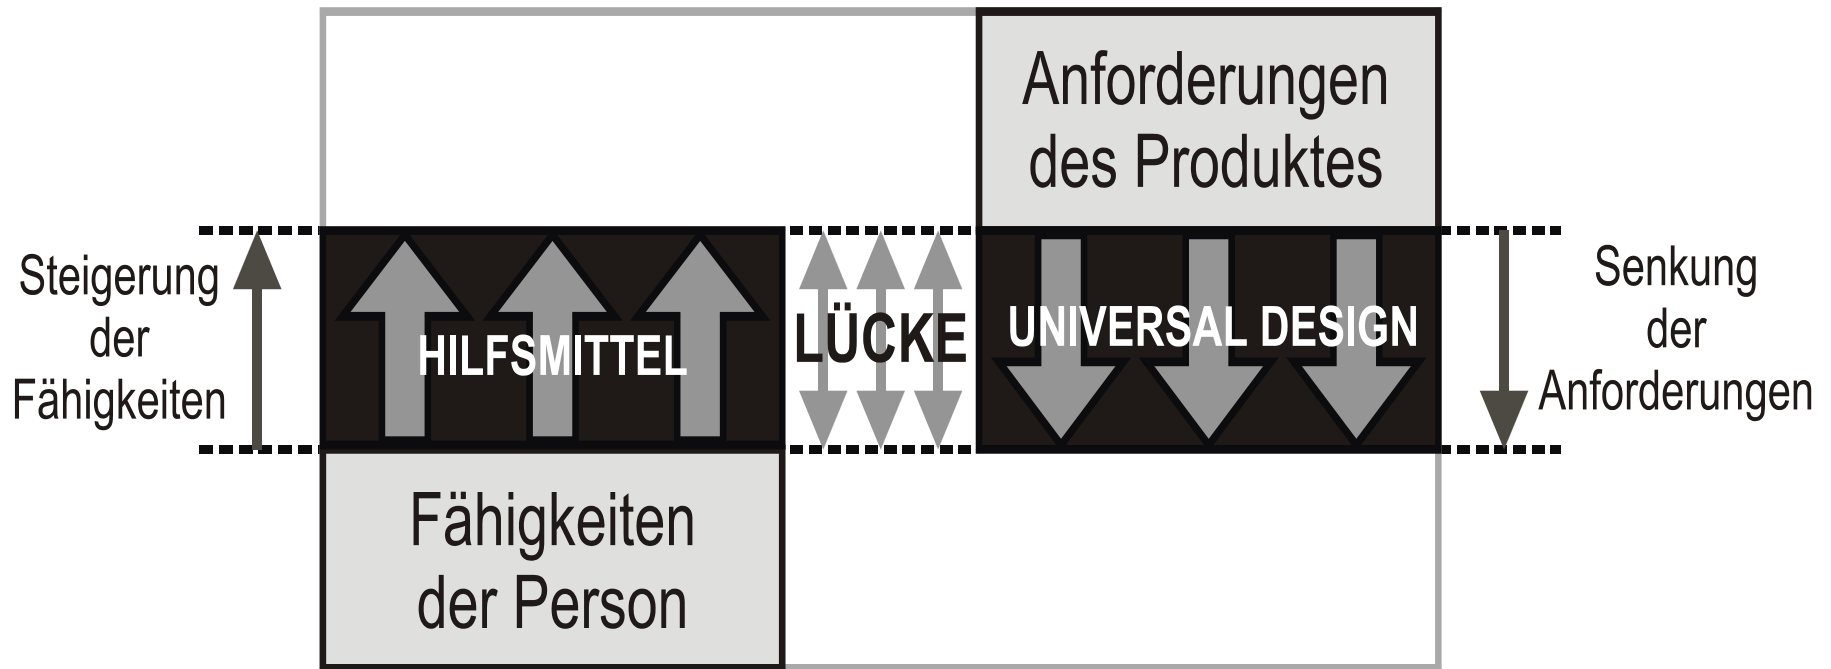 Anforderungen
des Produktes
Steigerung
der
Fähigkeiten
HILFSMITTEL
LÜCKE
UNIVERSAL DESIGN
Senkung
der
Anforderungen
Fähigkeiten
der Person